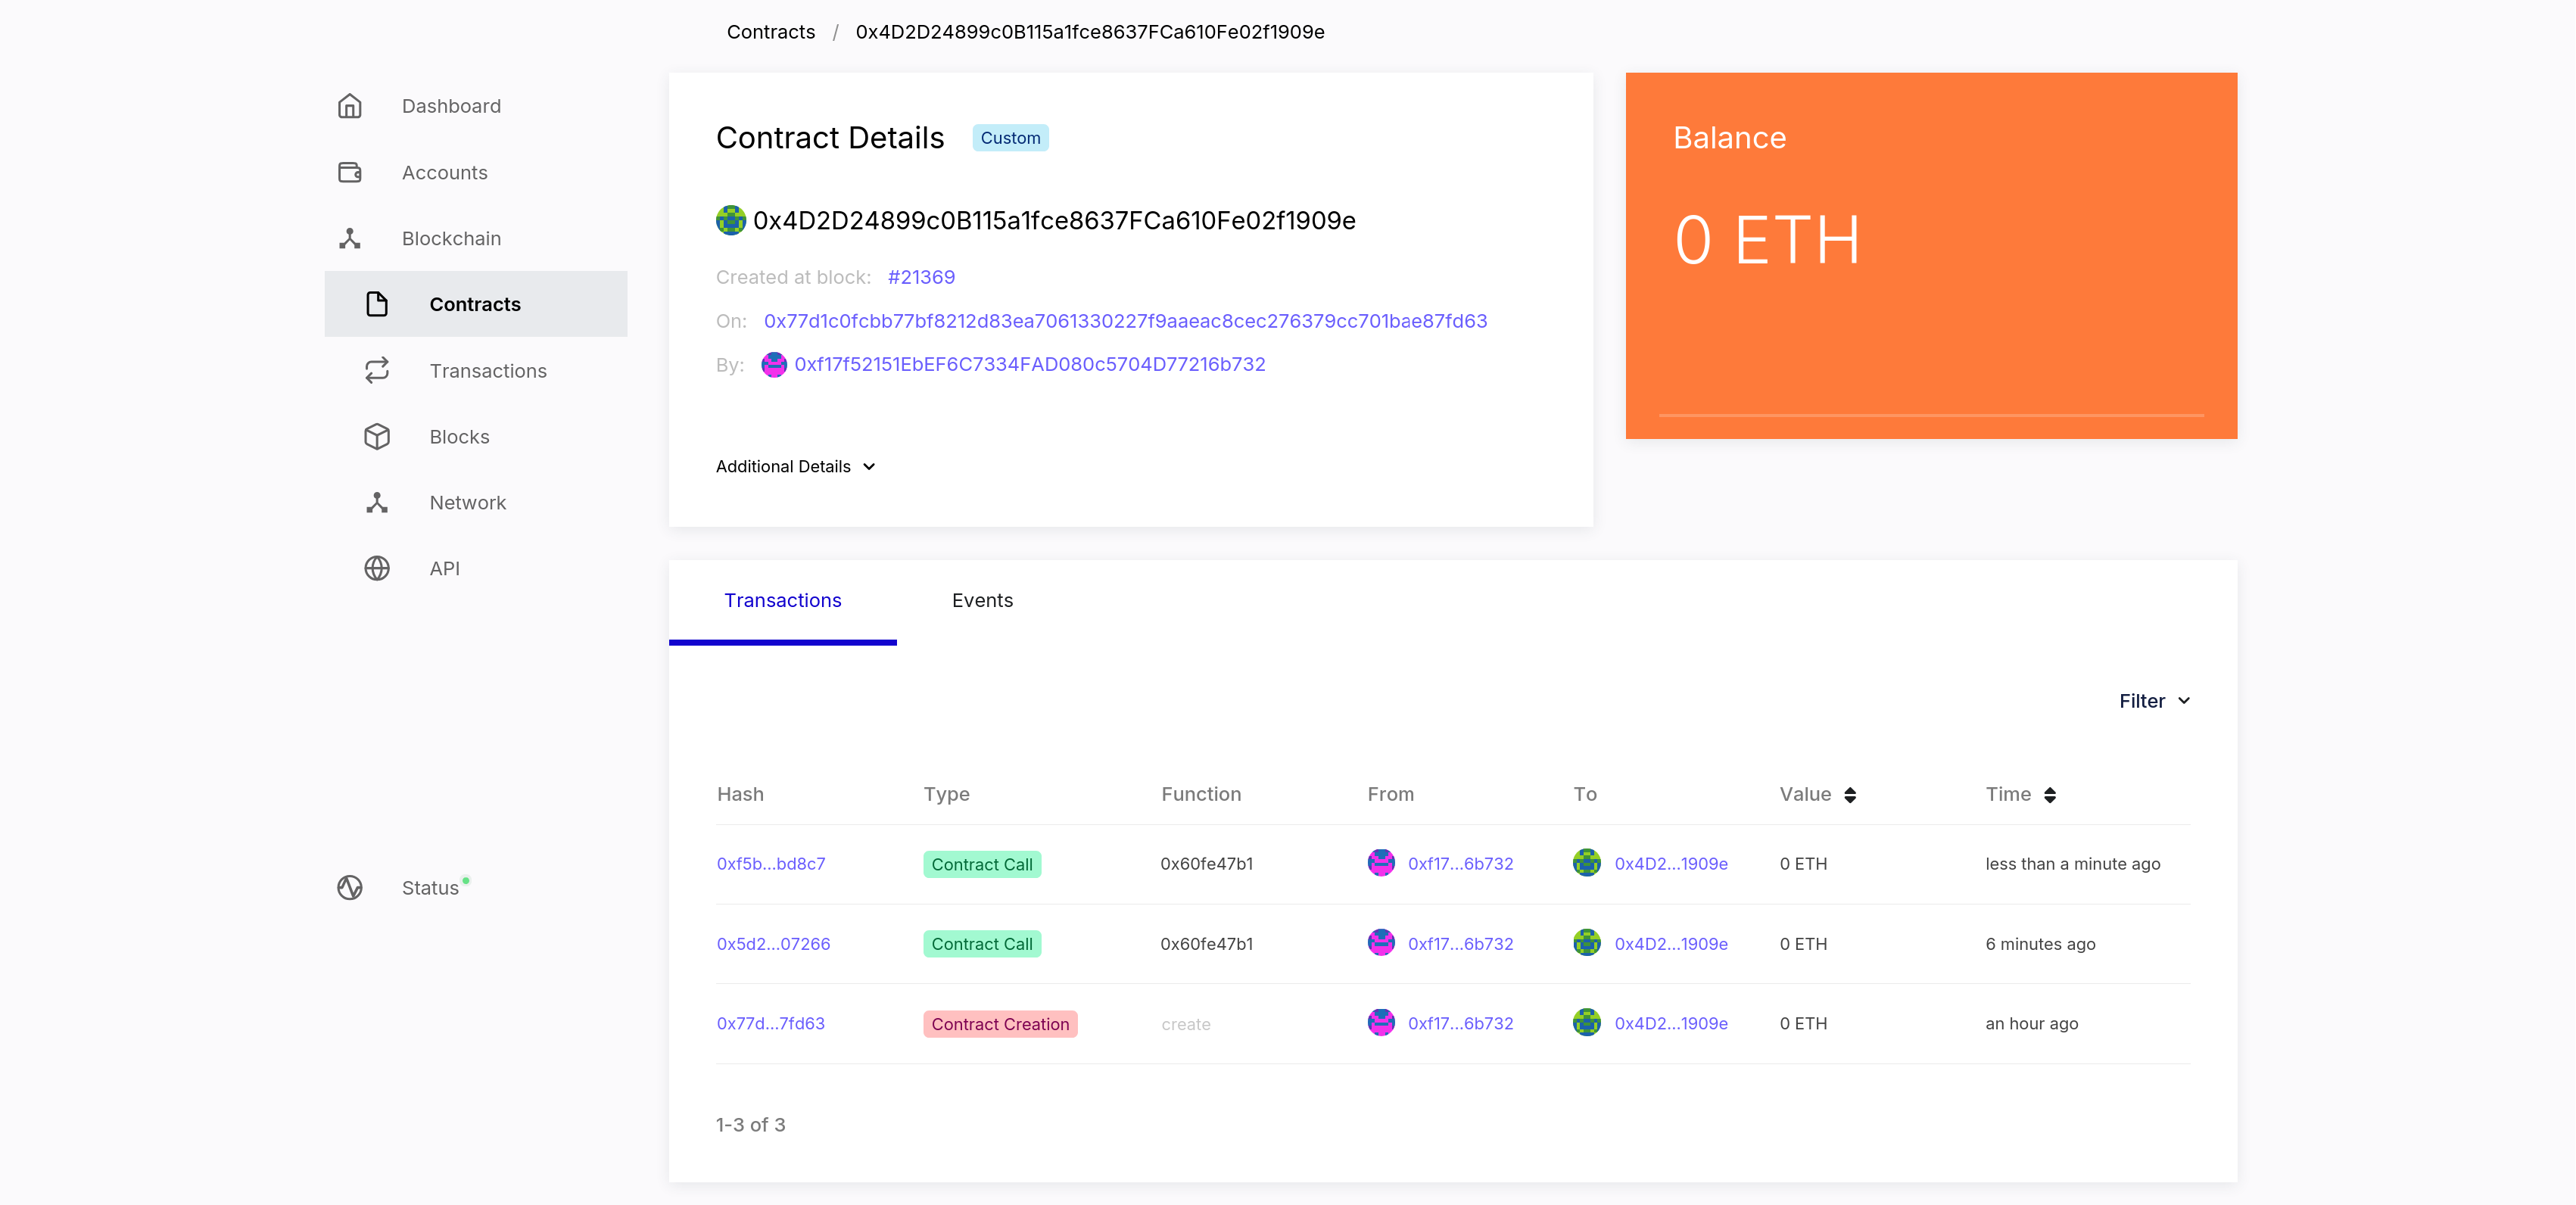 Contracts / 0x4D2D24899c0B115a1fce8637FCa610Fe02f1909e
Dashboard
Accounts
Blockchain
Contracts
Transactions
Blocks
Network
API
Status
Contract Details Custom
0x4D2D24899c0B115a1fce8637FCa610Fe02f1909e
Created at block: #21369
On: 0x77d1c0fcbb77bf8212d83ea7061330227f9aaeac8cec276379cc701bae87fd63
By: 0xf17f52151EbEF6C7334FAD080c5704D77216b732
Additional Details
Balance
0 ETH
Transactions Events
Filter
Hash Type Function From To Value Time
0xf5b...bd8c7 Contract Call 0x60fe47b1 0xf17...6b732 0x4D2...1909e 0 ETH less than a minute ago
0x5d2...07266 Contract Call 0x60fe47b1 0xf17...6b732 0x4D2...1909e 0 ETH 6 minutes ago
0x77d...7fd63 Contract Creation create 0xf17...6b732 0x4D2...1909e 0 ETH an hour ago
1-3 of 3